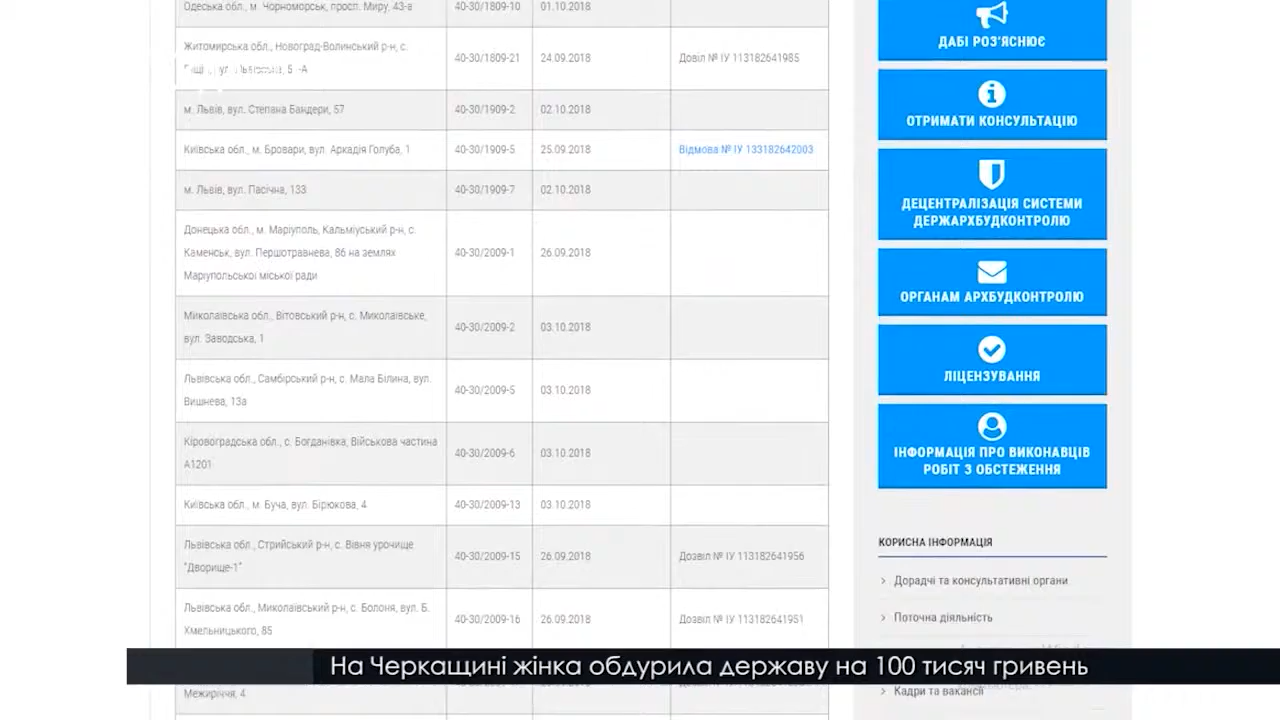 Одеська обл., м. Чорноморськ, просп. Миру, 43-а 40-30/1809-10 01.10.2018
Житомирська обл., Новоград-Волинський р-н, с.
40-30/1809-21 24.09.2018 Довіл № ІУ 113182641985
м. Львів, вул. Степана Бандери, 57 40-30/1909-2 02.10.2018
Київська обл., м. Бровари, вул. Аркадія Голуба, 1 40-30/1909-5 25.09.2018 Відмова № ІУ 133182642003
м. Львів, вул. Пасічна, 133 40-30/1909-7 02.10.2018
Донецька обл., м. Маріуполь, Кальміуський р-н, с.
Каменськ, вул. Першотравнева, 86 на землях 40-30/2009-1 26.09.2018
Маріупольської міської ради
Миколаївська обл., Вітовський р-н, с. Миколаївське,
40-30/2009-2 03.10.2018
вул. Заводська, 1
Львівська обл., Самбірський р-н, с. Мала Білина, вул.
40-30/2009-5 03.10.2018
Вишнева, 13а
Кіровоградська обл., с. Богданівка, Військова частина
40-30/2009-6 03.10.2018
А1201
Київська обл., м. Буча, вул. Бірюкова, 4 40-30/2009-13 03.10.2018
Львівська обл., Стрийський р-н, с. Вівня урочище
40-30/2009-15 26.09.2018 Дозвіл № ІУ 113182641956
"Дворище-1"
Львівська обл., Миколаївський р-н, с. Болоня, вул. Б.
40-30/2009-16 26.09.2018 Дозвіл № ІУ 113182641951
Хмельницького, 85
Межиріччя, 4
ДАБІ РОЗ'ЯСНЮЄ
ОТРИМАТИ КОНСУЛЬТАЦІЮ
ДЕЦЕНТРАЛІЗАЦІЯ СИСТЕМИ
ДЕРЖАРХБУДКОНТРОЛЮ
ОРГАНАМ АРХБУДКОНТРОЛЮ
ЛІЦЕНЗУВАННЯ
ІНФОРМАЦІЯ ПРО ВИКОНАВЦІВ
РОБІТ З ОБСТЕЖЕННЯ
КОРИСНА ІНФОРМАЦІЯ
Дорадчі та консультативні органи
Поточна діяльність
Кадри та вакансії
На Черкащині жінка обдурила державу на 100 тисяч гривень